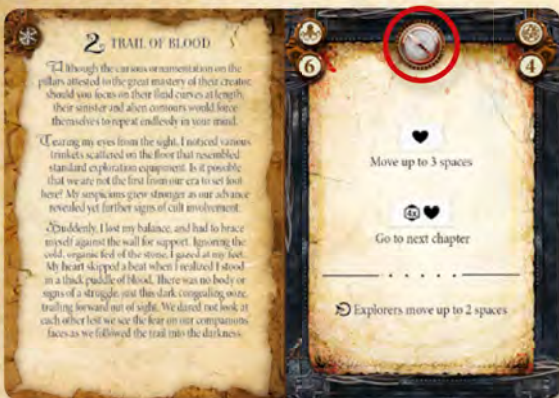 2. TRAIL OF BLOOD
Although the curious ornamentation on the
pillars attested to the great mastery of their creator,
should you focus on their fluid curves at length,
their sinister and alien contours would force
themselves to repeat endlessly in your mind.
Tearing my eyes from the sight, I noticed various
trinkets scattered on the floor that resembled
standard exploration equipment. Is it possible
that we are not the first from our era to set foot
here? My suspicions grew stronger as our advance
revealed yet further signs of cult involvement.
Suddenly, I lost my balance, and had to brace
myself against the wall for support. Ignoring the
cold, organic feel of the stone, I gazed at my feet.
My heart skipped a beat when I realized I stood
in a thick puddle of blood. There was no body or
signs of a struggle, just this dark congealing ooze,
trailing forward out of sight. We dared not look at
each other lest we see the fear on our companions'
faces as we followed the trail into the darkness.
6
4
Move up to 3 spaces
4x
Go to next chapter
Explorers move up to 2 spaces